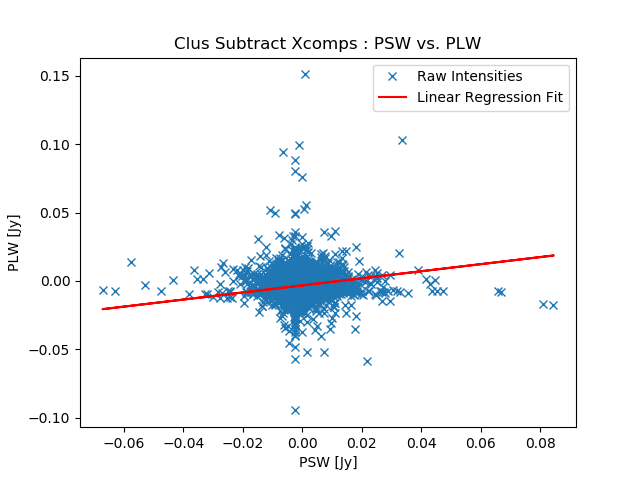 Clus Subtract Xcomps : PSW vs. PLW
Raw Intensities
Linear Regression Fit
PLW [Jy]
0.15
0.10
0.05
0.00
−0.05
−0.10
−0.06 −0.04 −0.02 0.00 0.02 0.04 0.06 0.08
PSW [Jy]